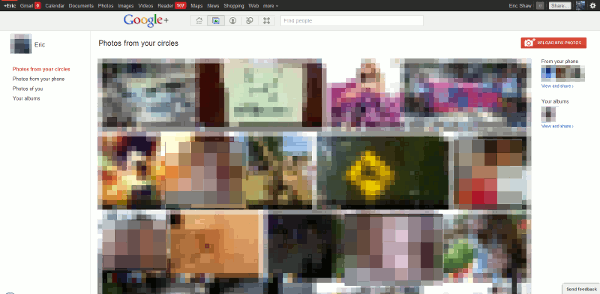 +Eric Gmail Calendar Documents Photos Images Videos Reader Maps News Shopping Web more Eric Shaw Share...
Google+ Find people
Eric
Photos from your circles
UPLOAD NEW PHOTOS
Photos from your circles
Photos from your phone
Photos of you
Your albums
From your phone
View and share
Your albums
View and share
Send feedback